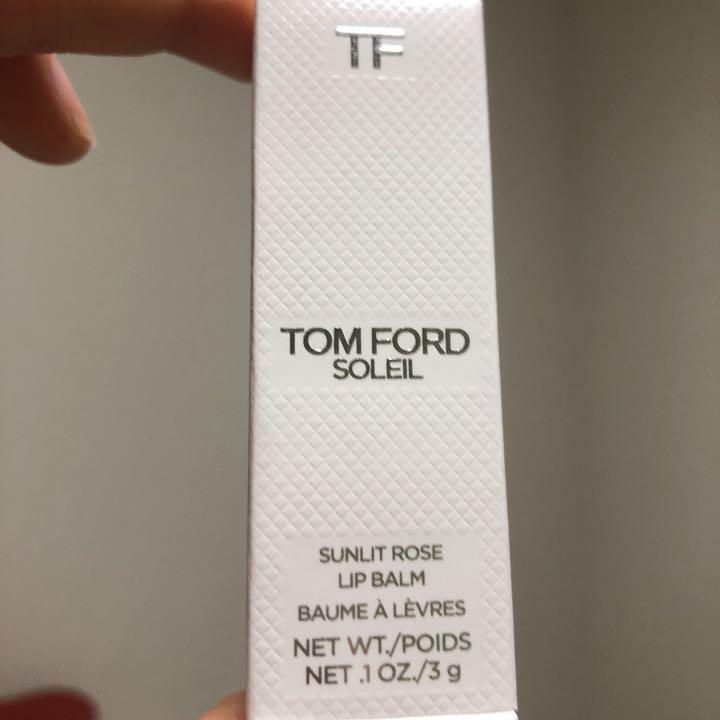 TF
TOM FORD
SOLEIL
SUNLIT ROSE
LIP BALM
BAUME À LÈVRES
NET WT./POIDS
NET .1 OZ./3 g